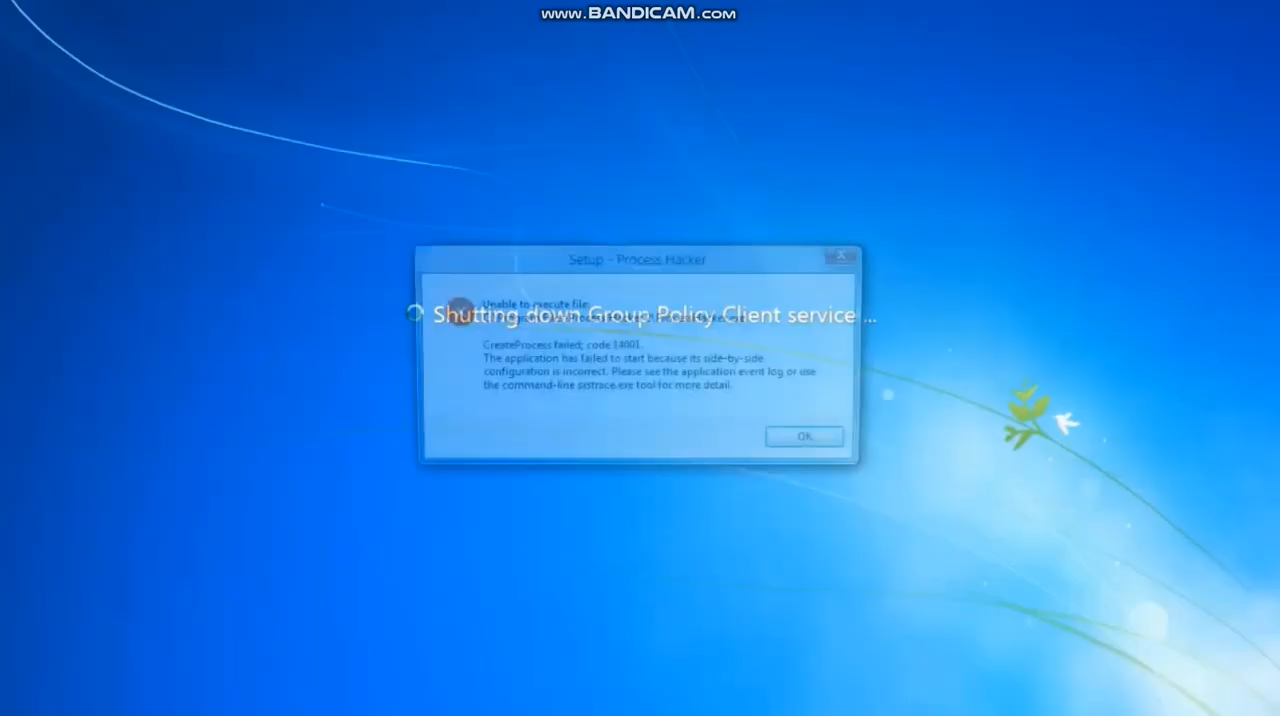 www.BANDICAM.com
Setup - Process Hacker
Unable to execute file:
Shutting down Group Policy Client service ...
CreateProcess failed; code 14001.
The application has failed to start because its side-by-side
configuration is incorrect. Please see the application event log or use
the command-line sxstrace.exe tool for more detail.
OK